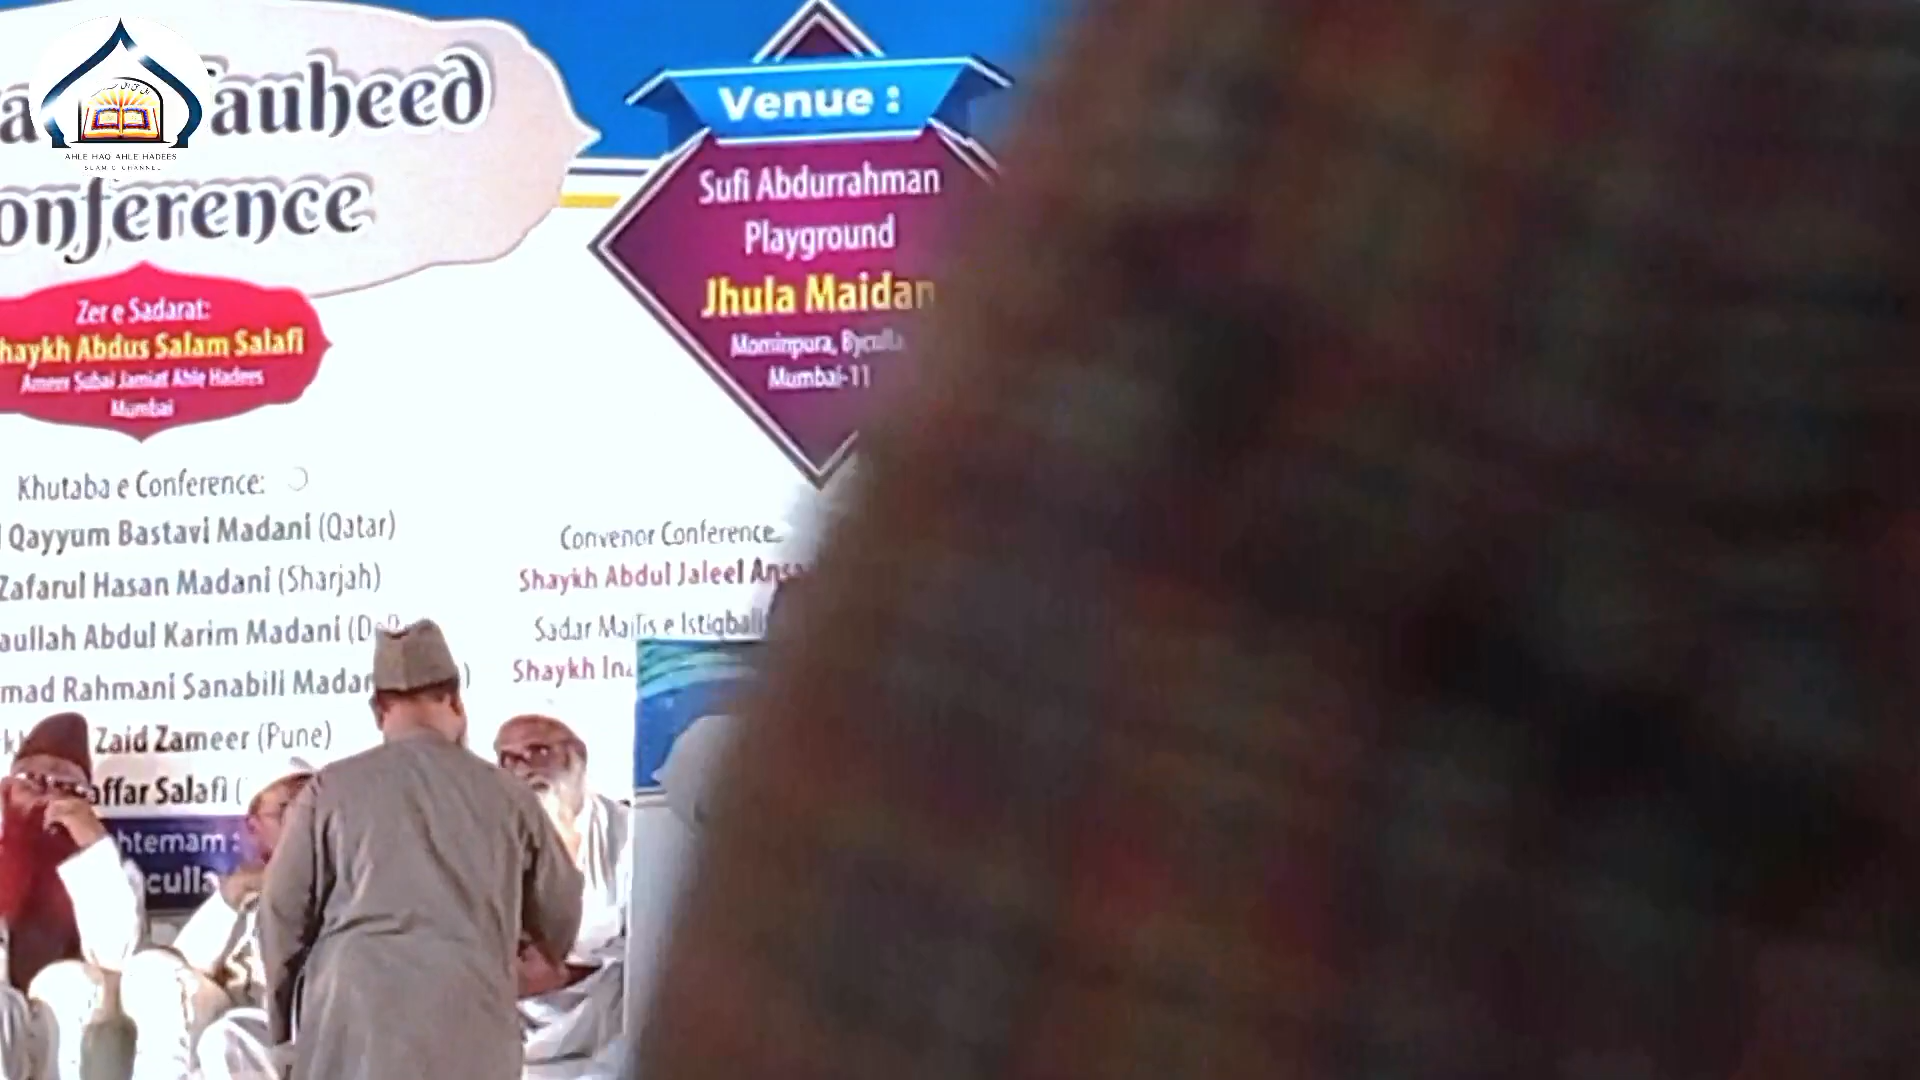 auheed
onference
AHLE HAQ AHLE HADEES
Zer e Sadarat:
haykh Abdus Salam Salafi
Ameer Subai Jamiat Ahle Hadees
Mumbai
Khutaba e Conference:
Qayyum Bastavi Madani (Qatar)
Zafarul Hasan Madani (Sharjah)
aullah Abdul Karim Madani
mad Rahmani Sanabili
Zaid Zameer (Pune)
affar Salafi (
htemam :
culla
Venue :
Sufi Abdurrahman
Playground
Jhula Maidan
Mominpura, Byculla
Mumbai-11
Convenor Conference
Shaykh Abdul Jaleel
Sadar Majlis e
Shaykh